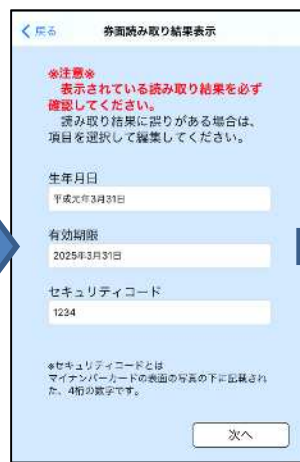 戻る 券面読み取り結果表示
※注意※
表示されている読み取り結果を必ず
確認してください。
読み取り結果に誤りがある場合は、
項目を選択して編集してください。
生年月日
平成元年3月31日
有効期限
2025年3月31日
セキュリティコード
1234
※セキュリティコードとは
マイナンバーカードの表面の写真の下に記載され
た、4桁の数字です。
次へ